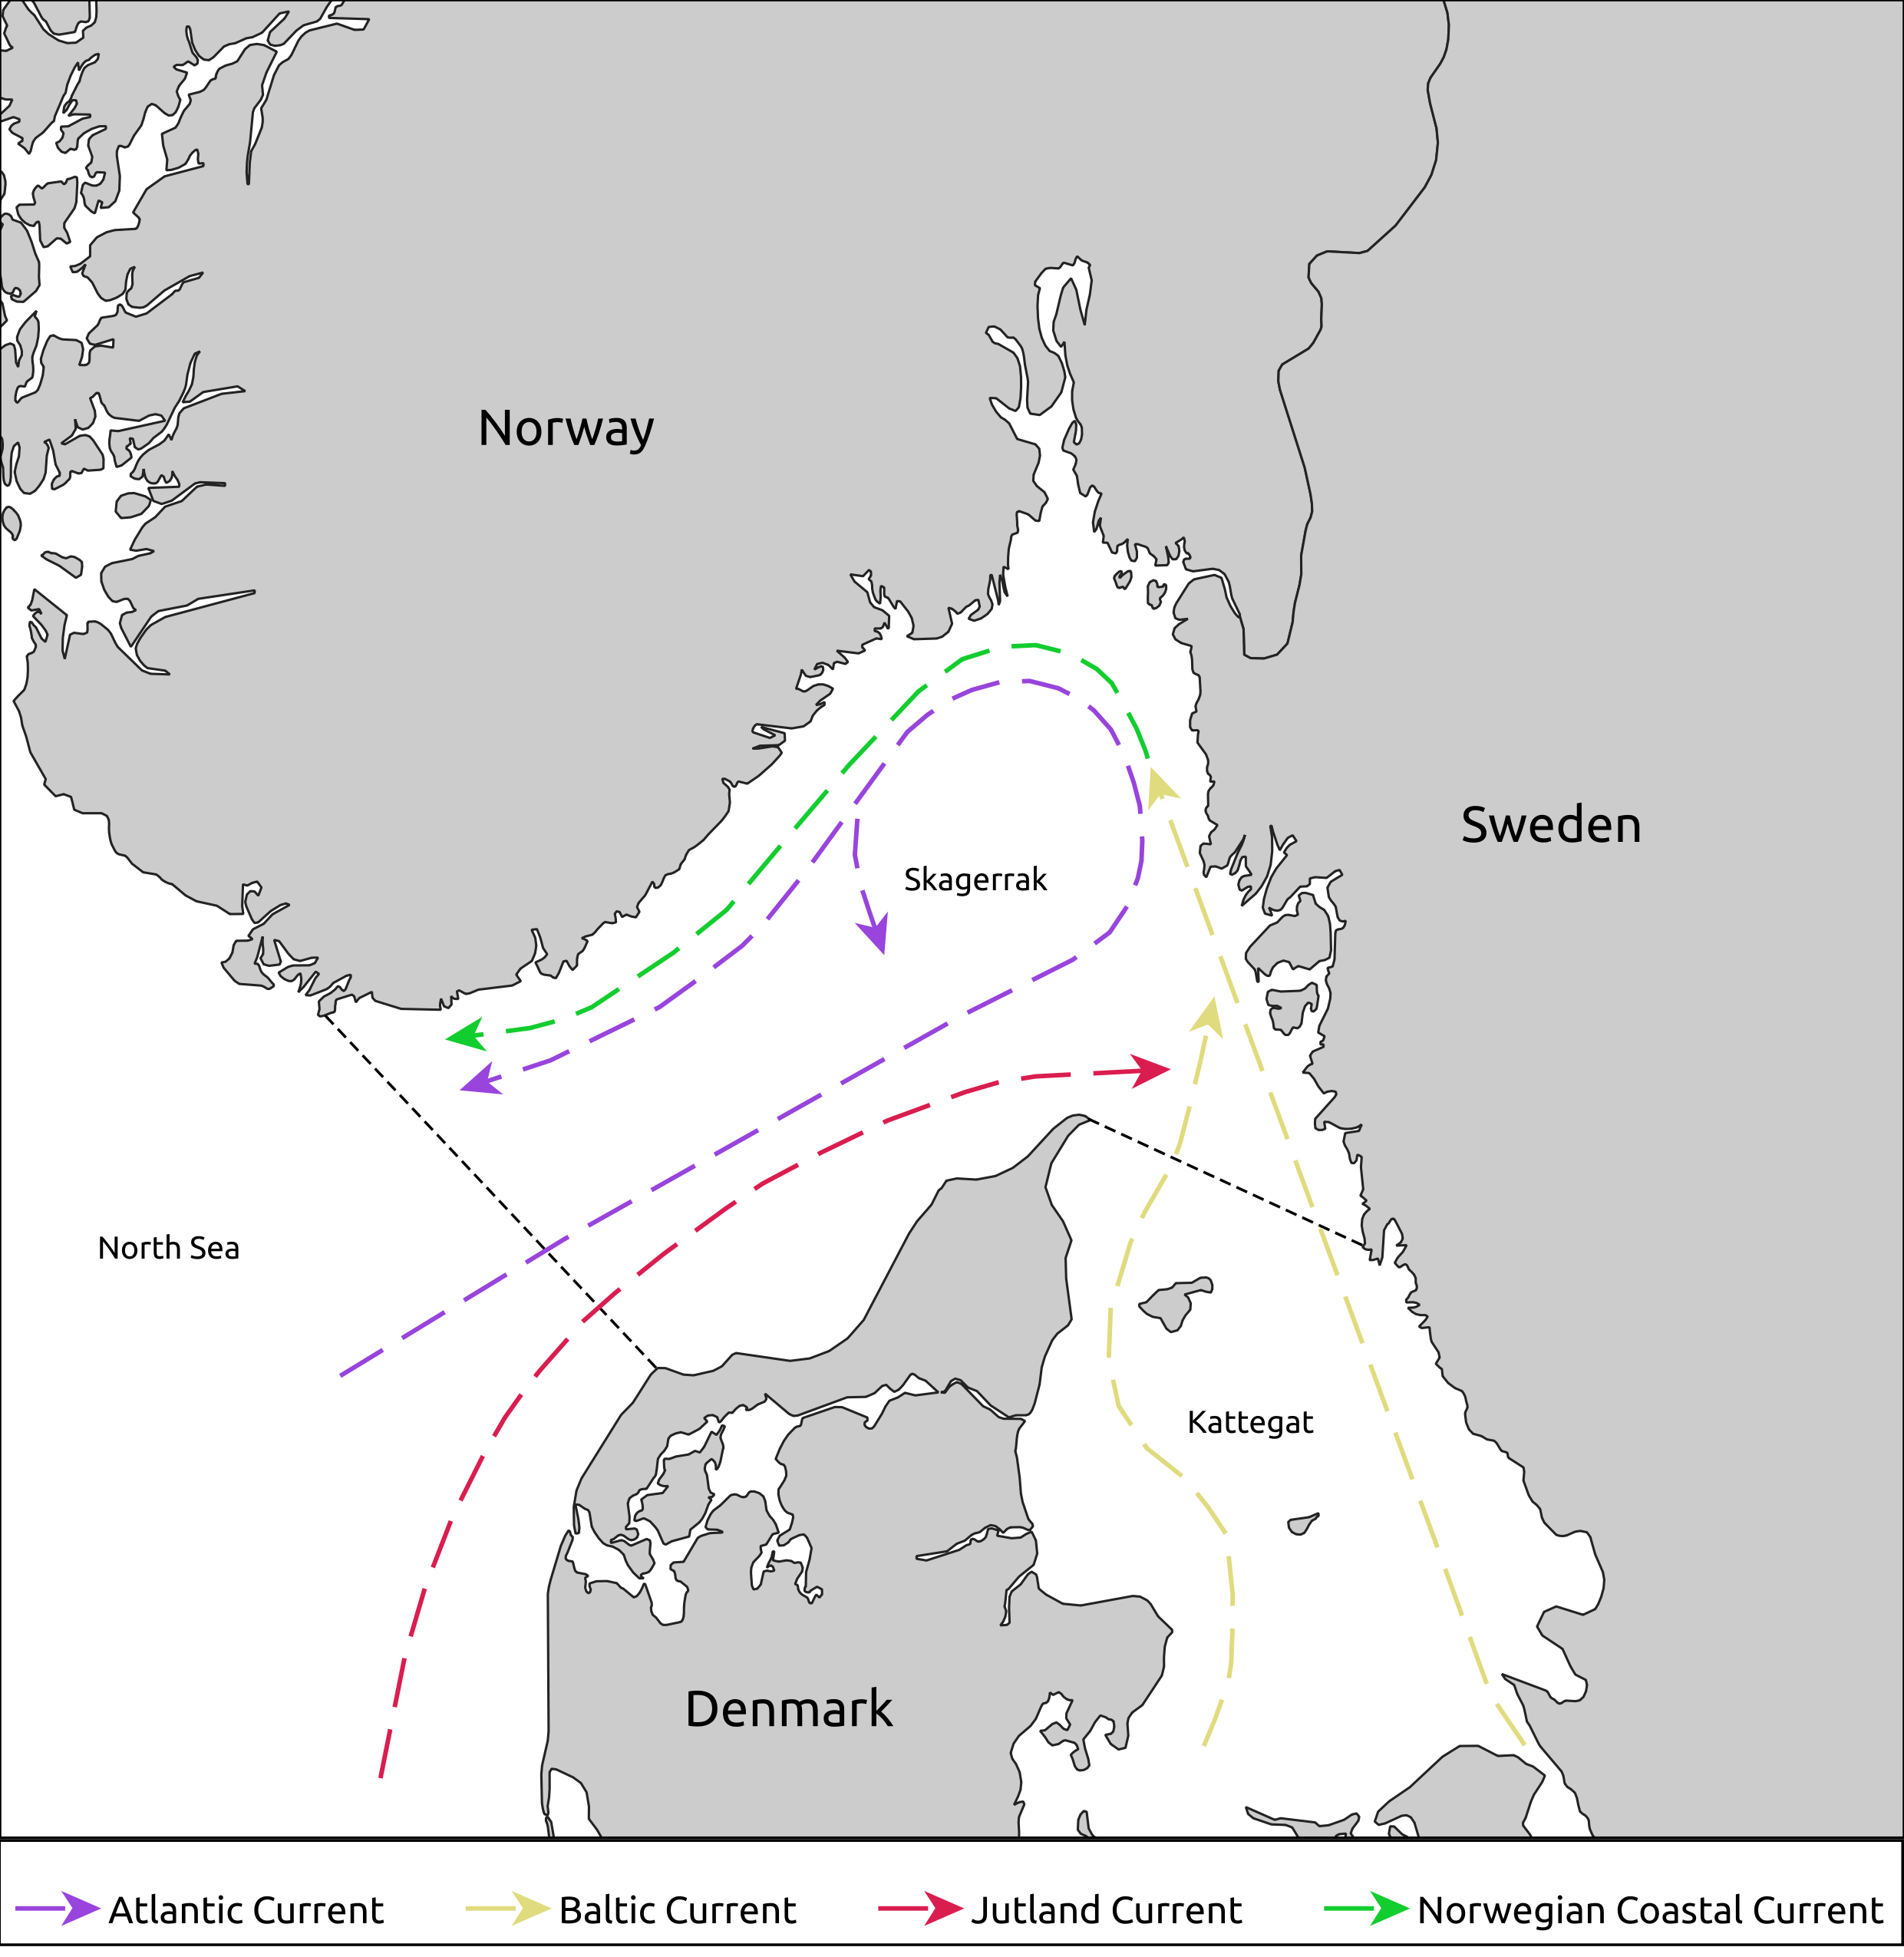 Norway
Sweden
Skagerrak
North Sea
Kattegat
Denmark
Atlantic Current
Baltic Current
Jutland Current
Norwegian Coastal Current